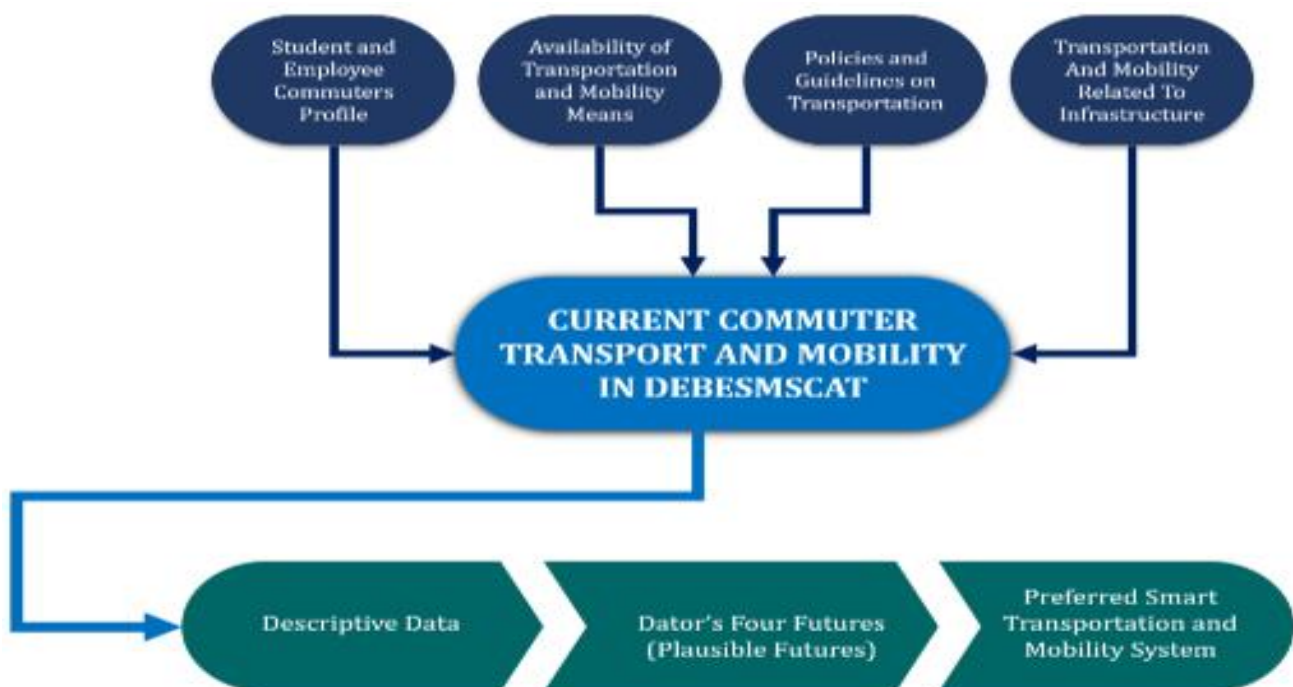 Student and
Employee
Commuters
Profile
Availability of
Transportation
and Mobility
Means
Policies and
Guidelines on
Transportation
Transportation
And Mobility
Related To
Infrastructure
CURRENT COMMUTER
TRANSPORT AND MOBILITY
IN DEBESMSCAT
Descriptive Data
Dator's Four Futures
(Plausible Futures)
Preferred Smart
Transportation and
Mobility System